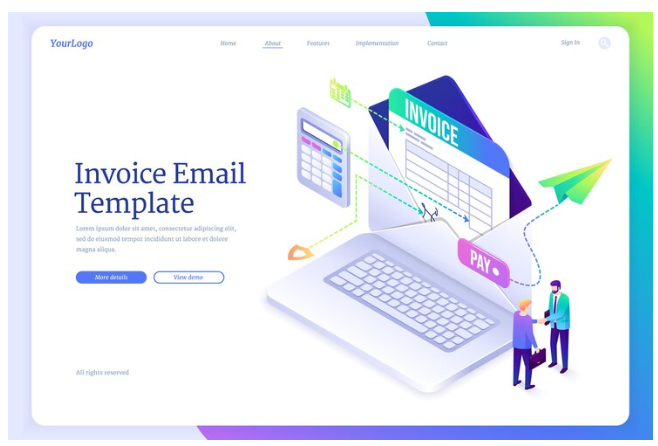 YourLogo
Home About Features Implementation Contact Sign In
INVOICE
Invoice Email
Template
Lorem ipsum dolor sit amet, consectetur adipiscing elit,
sed do eiusmod tempor incididunt ut labore et dolore
magna aliqua.
More details View demo
PAY
All rights reserved